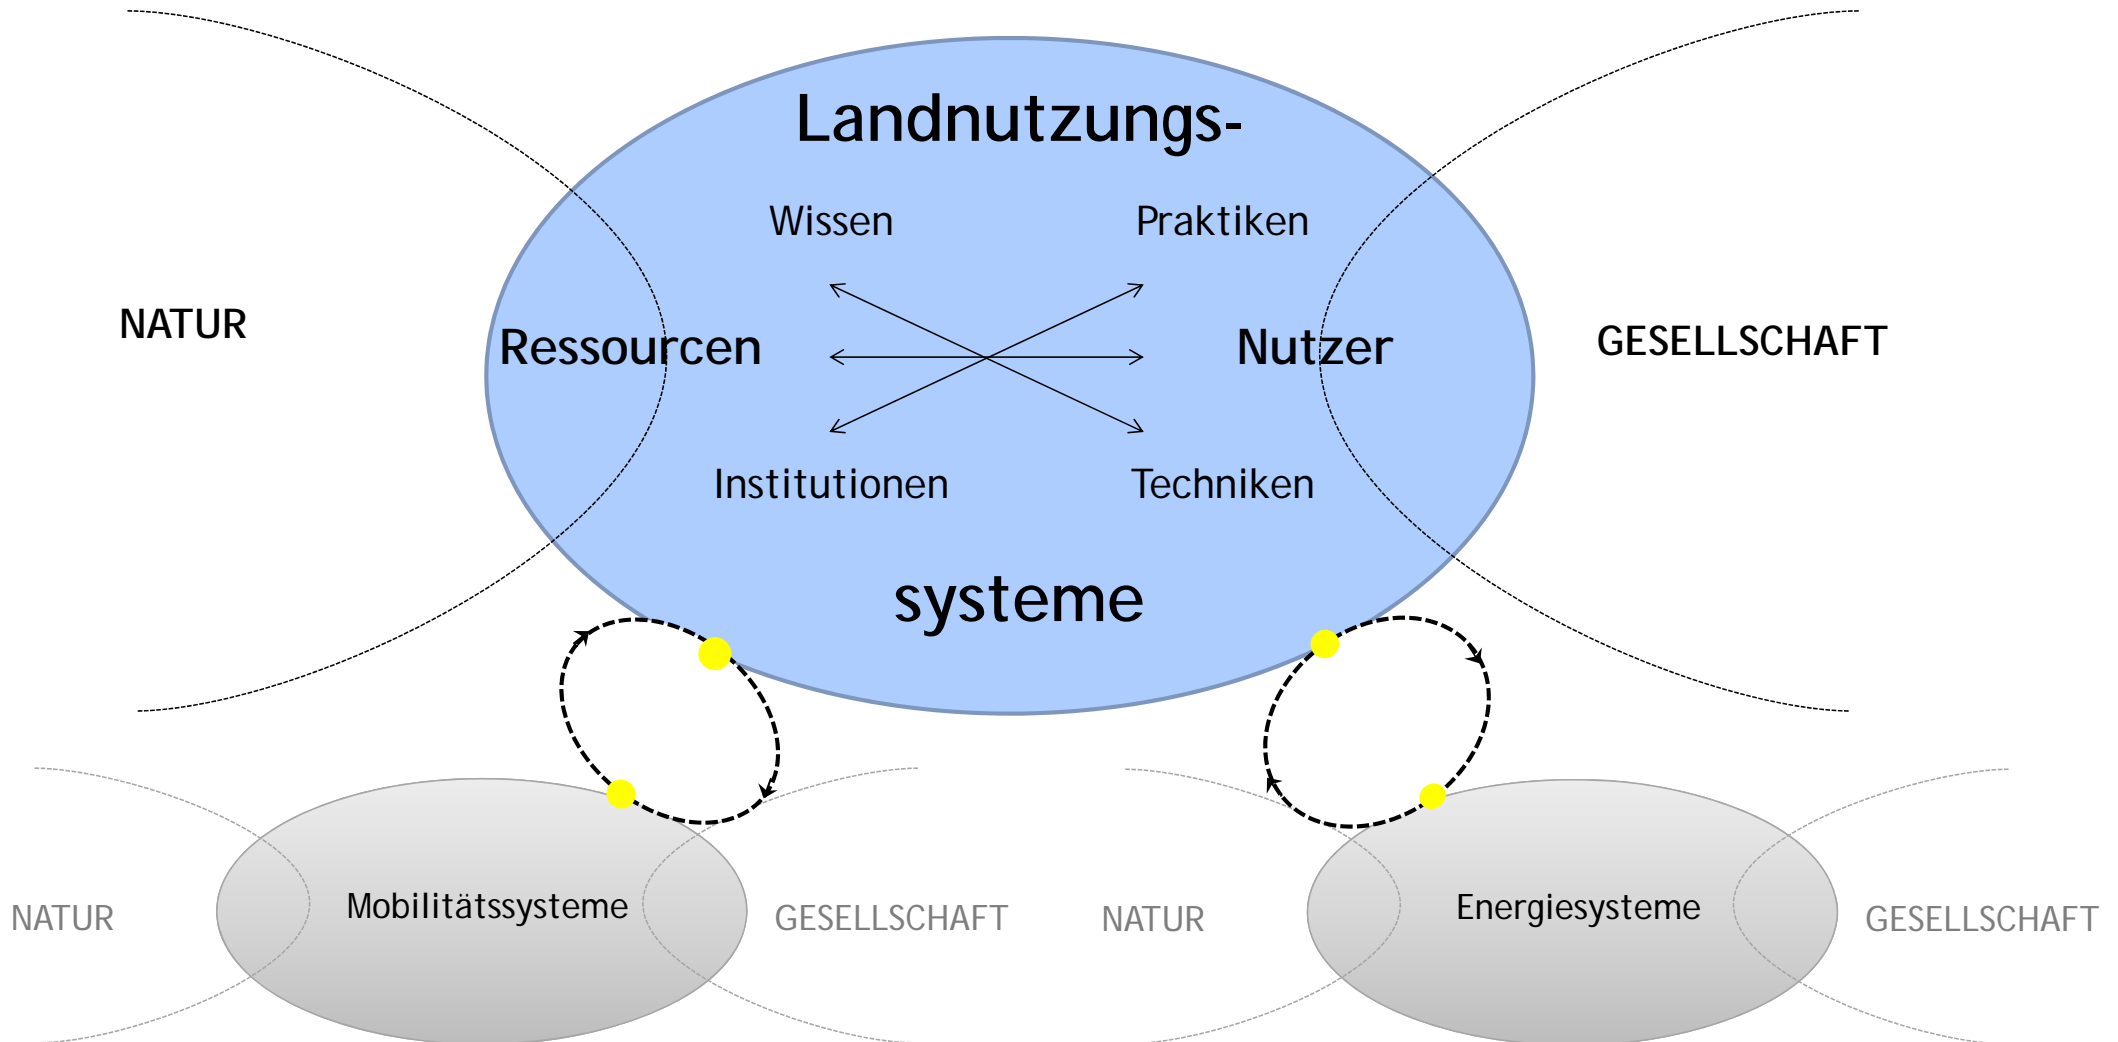 Landnutzungs-
Wissen Praktiken
NATUR Ressourcen Nutzer GESELLSCHAFT
Institutionen Techniken
systeme
NATUR Mobilitätssysteme GESELLSCHAFT NATUR Energiesysteme GESELLSCHAFT